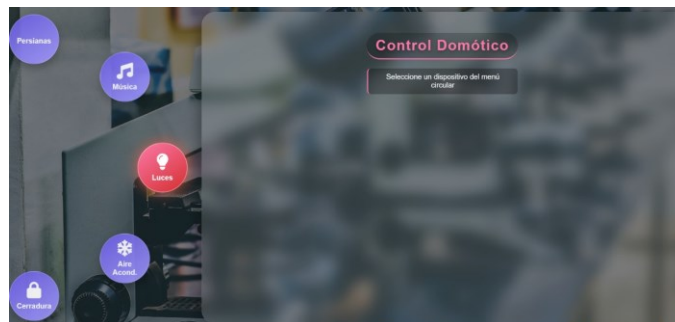 Persianas
Música
Luces
Aire
Acond.
Cerradura
Control Domótico
Seleccione un dispositivo del menú
circular